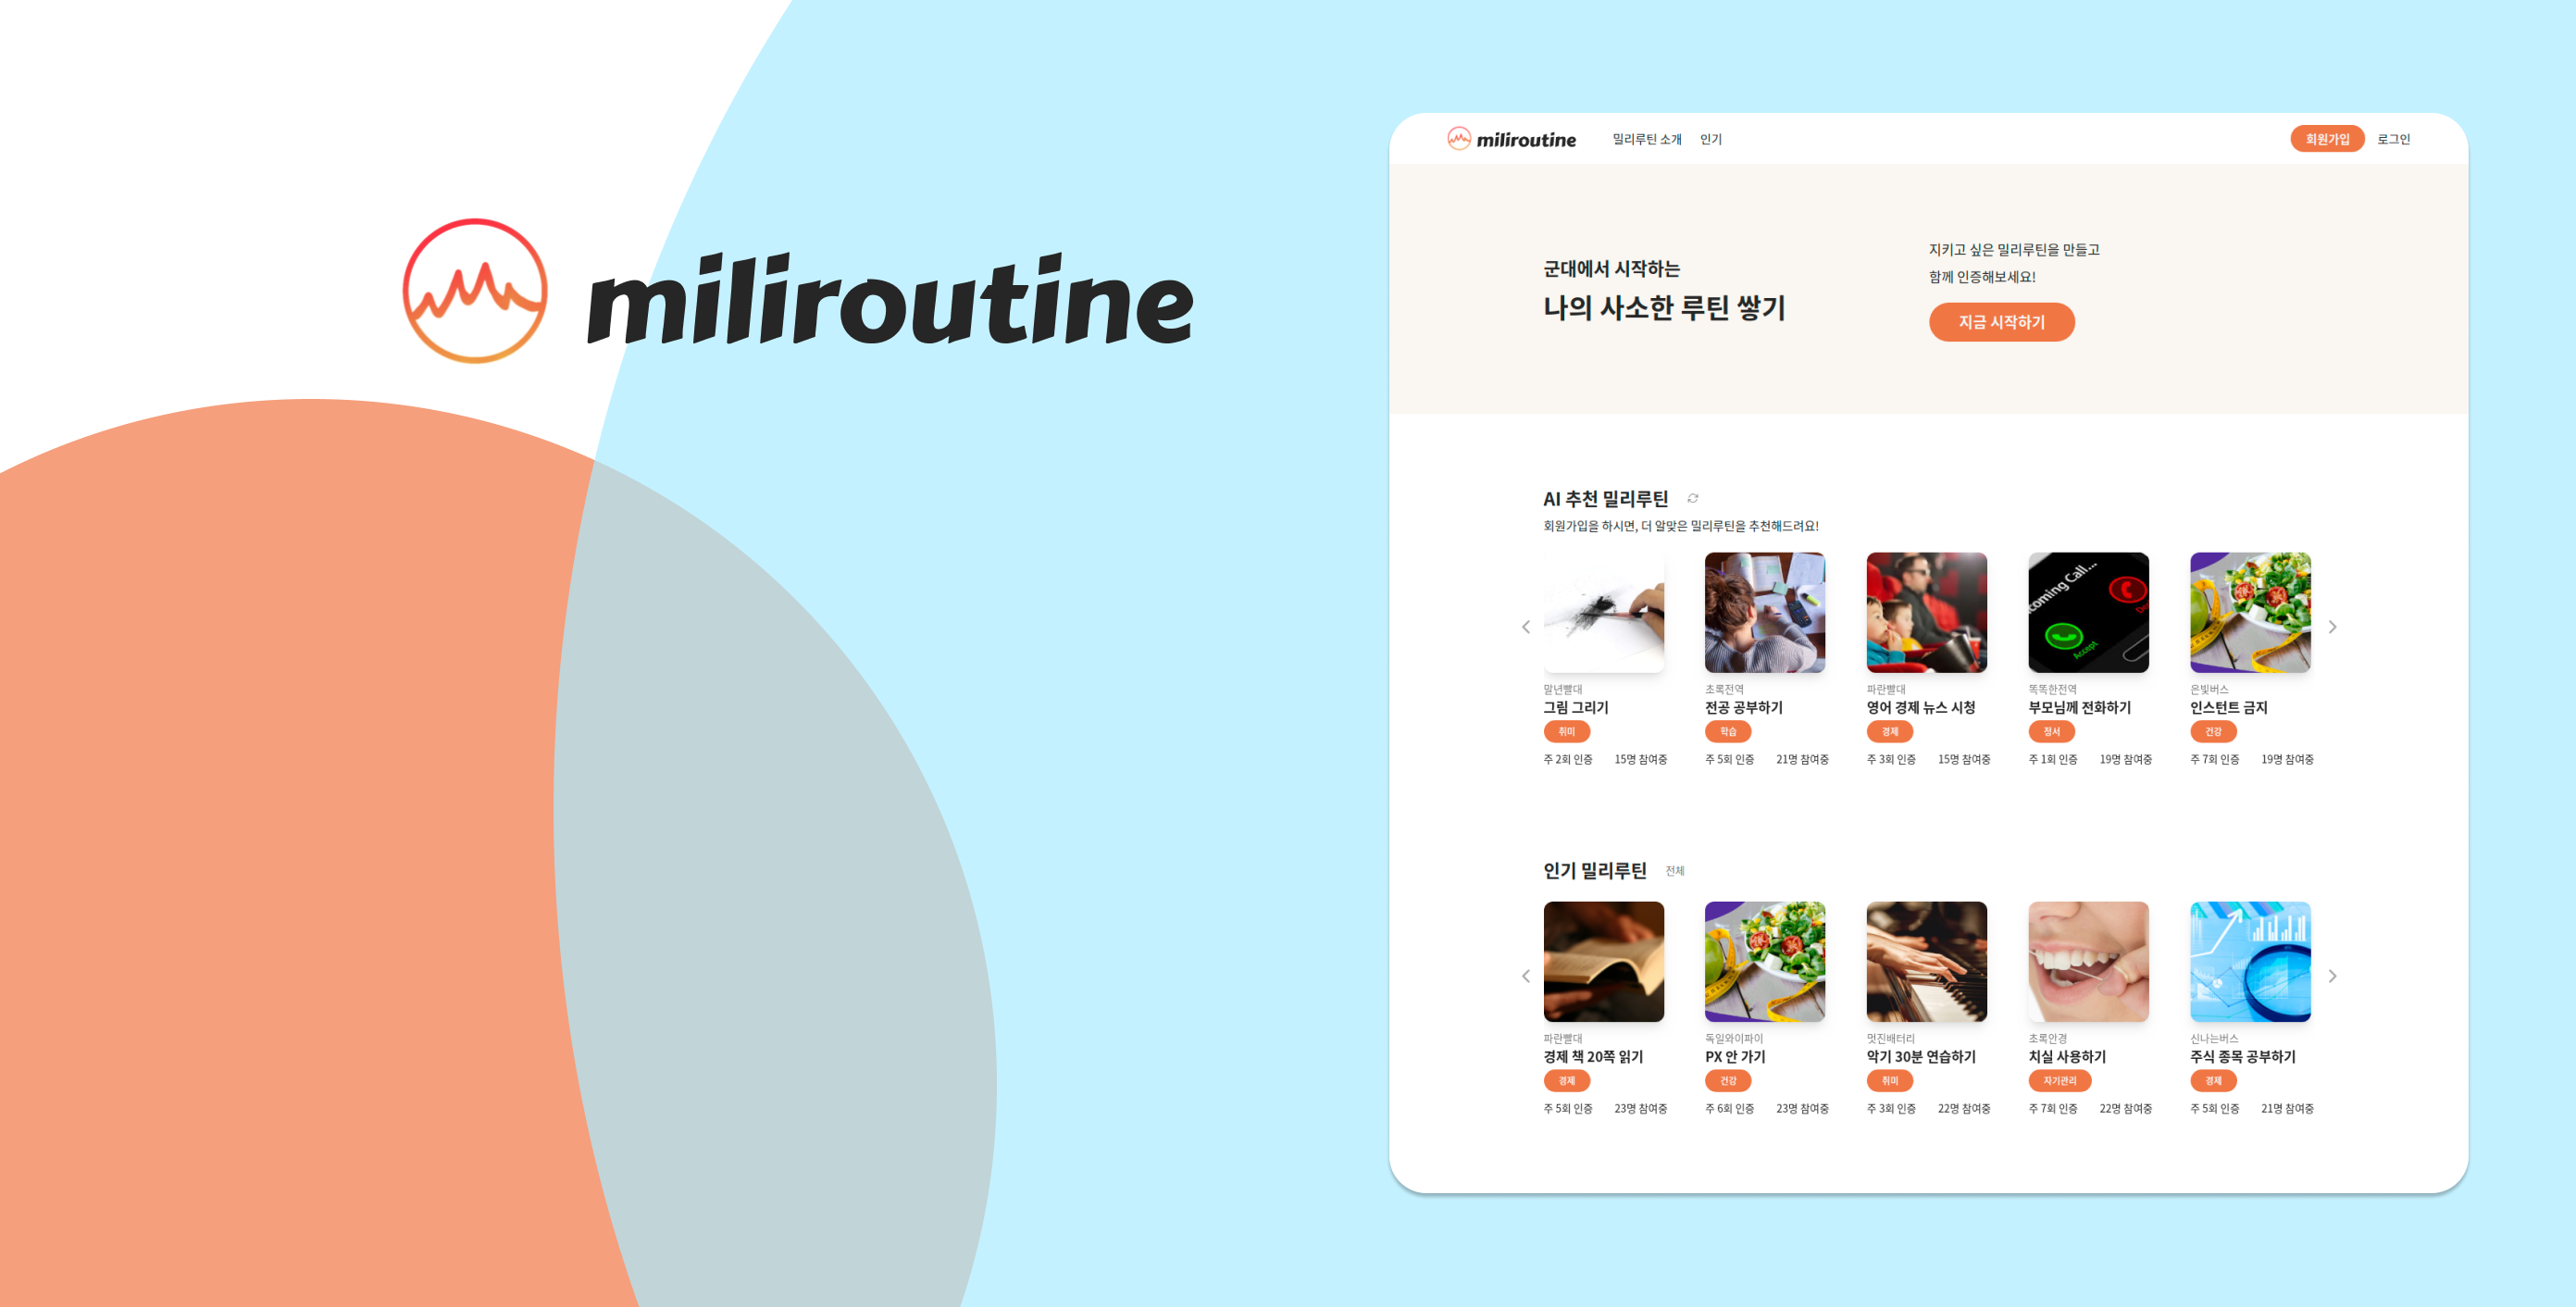 miliroutine
miliroutine 밀리루틴 소개 인기 회원가입 로그인
군대에서 시작하는
나의 사소한 루틴 쌓기
지키고 싶은 밀리루틴을 만들고
함께 인증해보세요!
지금 시작하기
AI 추천 밀리루틴
회원가입을 하시면, 더 알맞은 밀리루틴을 추천해드려요!
coming Call...
Accept
말년빨대 초록전역 파란빨대 똑똑한전역 은빛버스
그림 그리기 전공 공부하기 영어 경제 뉴스 시청 부모님께 전화하기 인스턴트 금지
취미 학습 경제 정서 건강
주 2회 인증 15명 참여중 주 5회 인증 21명 참여중 주 3회 인증 15명 참여중 주 1회 인증 19명 참여중 주 7회 인증 19명 참여중
인기 밀리루틴 전체
파란빨대 독일와이파이 멋진배터리 초록안경 신나는버스
경제 책 20쪽 읽기 PX 안 가기 악기 30분 연습하기 치실 사용하기 주식 종목 공부하기
경제 건강 취미 자기관리 경제
주 5회 인증 23명 참여중 주 6회 인증 23명 참여중 주 3회 인증 22명 참여중 주 7회 인증 22명 참여중 주 5회 인증 21명 참여중